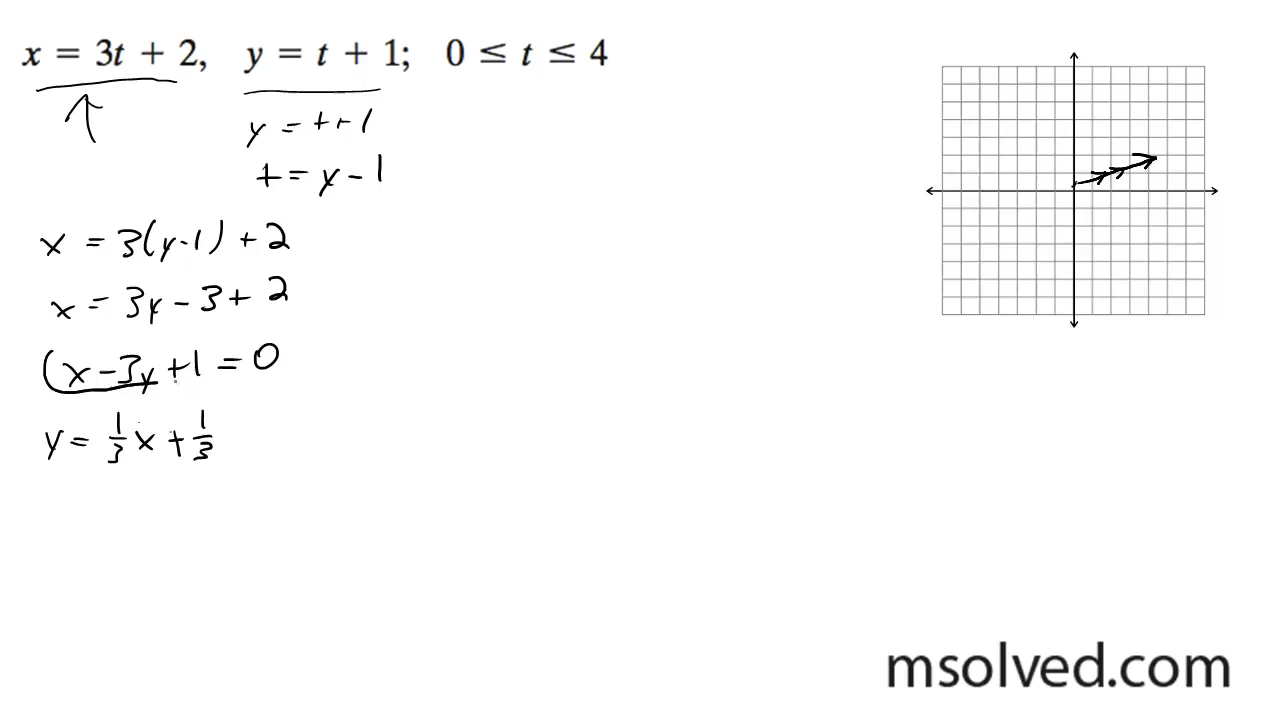 x = 3t + 2, y = t + 1; 0 ≤ t ≤ 4
y = t+1
t = y - 1
x = 3(y-1) + 2
x = 3y - 3 + 2
(x - 3y + 1 = 0
y = 1/3 x + 1/3
msolved.com